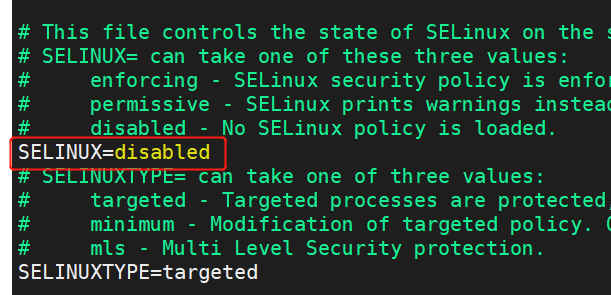 # This file controls the state of SELinux on the
# SELINUX= can take one of these three values:
#     enforcing - SELinux security policy is
#     permissive - SELinux prints warnings
#     disabled - No SELinux policy is loaded.
SELINUX=disabled
# SELINUXTYPE= can take one of three values:
#     targeted - Targeted processes are protected,
#     minimum - Modification of targeted policy.
#     mls - Multi Level Security protection.
SELINUXTYPE=targeted